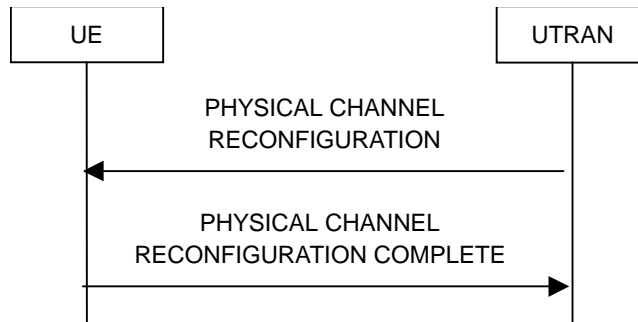 UE
UTRAN
PHYSICAL CHANNEL
RECONFIGURATION
PHYSICAL CHANNEL
RECONFIGURATION COMPLETE